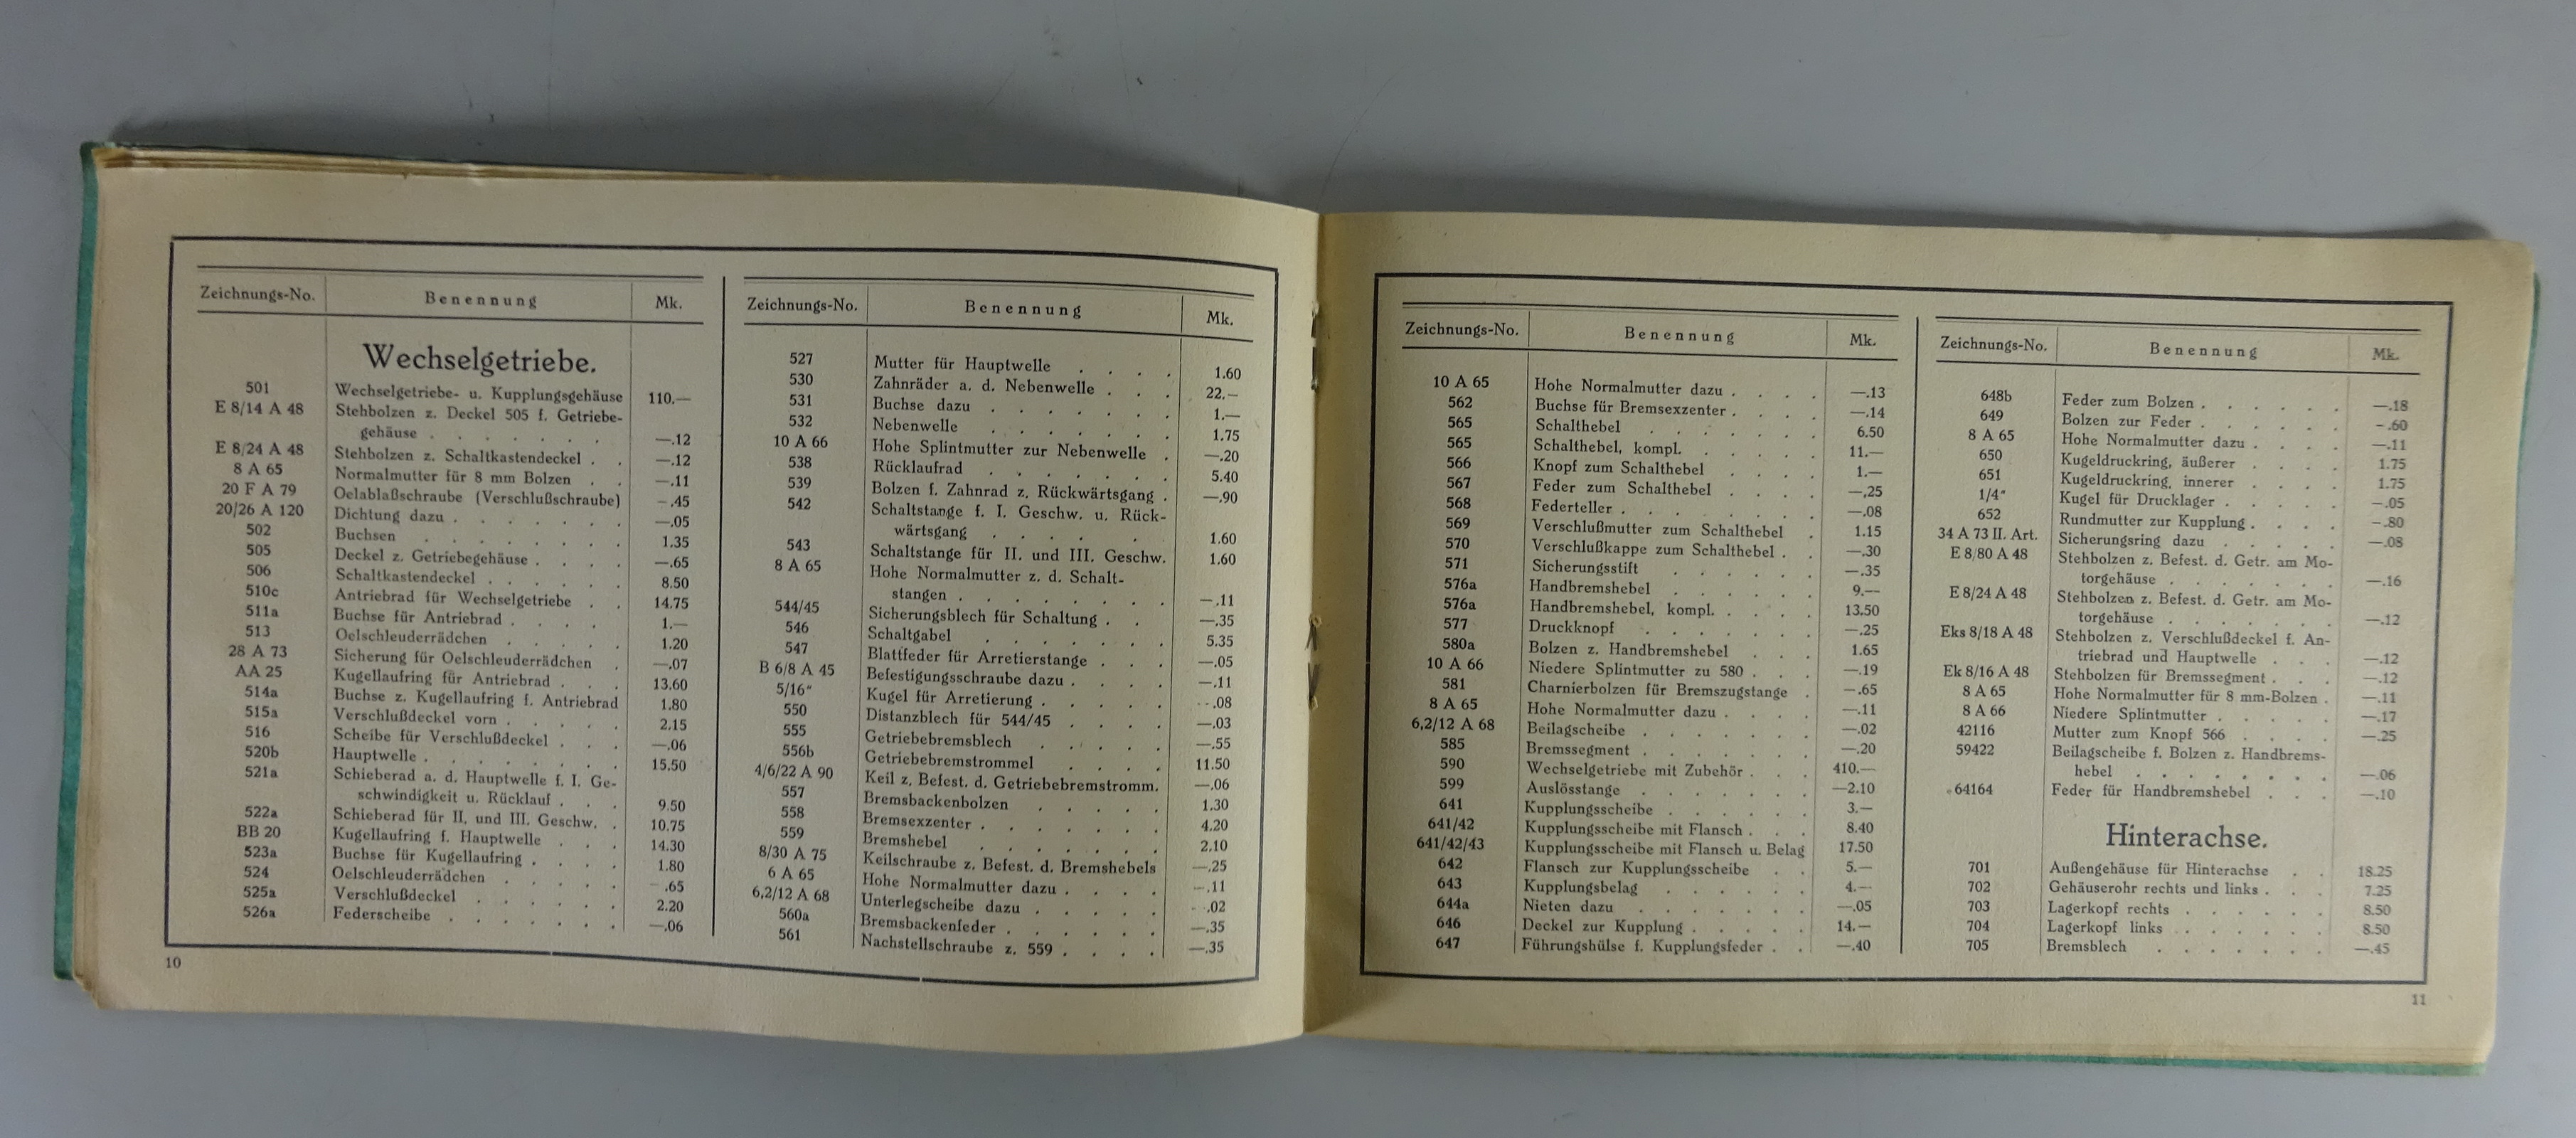 Zeichnungs-No. Benennung Mk.
Wechselgetriebe.
501 Wechselgetriebe- u. Kupplungsgehäuse 110.—
E 8/14 A 48 Stehbolzen z. Deckel 505 f. Getriebe-
gehäuse . . . . . . —.12
E 8/24 A 48 Stehbolzen z. Schaltkastendeckel . . —.12
8 A 65 Normalmutter für 8 mm Bolzen . . —.11
20 F A 79 Oelablaßschraube (Verschlußschraube) —.45
20/26 A 120 Dichtung dazu . . . . . . —.05
502 Buchsen . . . . . . . 1.35
505 Deckel z. Getriebegehäuse . . . . —.65
506 Schaltkastendeckel . . . . . 8.50
510c Antriebrad für Wechselgetriebe . . 14.75
511a Buchse für Antriebrad . . . . 1.—
513 Oelschleuderrädchen . . . . 1.20
28 A 73 Sicherung für Oelschleuderrädchen . —.07
AA 25 Kugellaufring für Antriebrad . . . 13.60
514a Buchse z. Kugellaufring f. Antriebrad 1.80
515a Verschlußdeckel vorn . . . . 2.15
516 Scheibe für Verschlußdeckel . . . —.06
520b Hauptwelle . . . . . . 15.50
521a Schieberad a. d. Hauptwelle f. I. Ge-
schwindigkeit u. Rücklauf . . . 9.50
522a Schieberad für II. und III. Geschw. . 10.75
BB 20 Kugellaufring f. Hauptwelle . . . 14.30
523a Buchse für Kugellaufring . . . . 1.80
524 Oelschleuderrädchen . . . . . —.65
525a Verschlußdeckel . . . . . . 2.20
526a Federscheibe . . . . . . —.06
10
Zeichnungs-No. Benennung Mk.
527 Mutter für Hauptwelle . . . . 1.60
530 Zahnräder a. d. Nebenwelle . . . 22.—
531 Buchse dazu . . . . . . 1.—
532 Nebenwelle . . . . . . 1.75
10 A 66 Hohe Splintmutter zur Nebenwelle . —.20
538 Rücklaufrad . . . . . . 5.40
539 Bolzen f. Zahnrad z. Rückwärtsgang . —.90
542 Schaltstange f. I. Geschw. u. Rück-
wärtsgang . . . . . 1.60
543 Schaltstange für II. und III. Geschw. 1.60
8 A 65 Hohe Normalmutter z. d. Schalt-
stangen . . . . . . —.11
544/45 Sicherungsblech für Schaltung . . —.35
546 Schaltgabel . . . . . . 5.35
547 Blattfeder für Arretierstange . . . —.05
B 6/8 A 45 Befestigungsschraube dazu . . . . —.11
5/16" Kugel für Arretierung . . . . . —.08
550 Distanzblech für 544/45 . . . . —.03
555 Getriebebremsblech . . . . . —.55
556b Getriebebremstrommel . . . . 11.50
4/6/22 A 90 Keil z. Befest. d. Getriebebremstromm. —.06
557 Bremsbackenbolzen . . . . . 1.30
558 Bremsexzenter . . . . . . 4.20
559 Bremshebel . . . . . . 2.10
8/30 A 75 Keilschraube z. Befest. d. Bremshebels —.25
6 A 65 Hohe Normalmutter dazu . . . . —.11
6,2/12 A 68 Unterlegscheibe dazu . . . . . —.02
560a Bremsbackenfeder . . . . . . —.35
561 Nachstellschraube z. 559 . . . . —.35
Zeichnungs-No. Benennung Mk.
10 A 65 Hohe Normalmutter dazu . . . . —.13
562 Buchse für Bremsexzenter . . . . —.14
565 Schalthebel . . . . . . 6.50
565 Schalthebel, kompl. . . . . . 11.—
566 Knopf zum Schalthebel . . . . 1.—
567 Feder zum Schalthebel . . . . —,25
568 Federteller . . . . . . . —.08
569 Verschlußmutter zum Schalthebel . 1.15
570 Verschlußkappe zum Schalthebel . . —.30
571 Sicherungsstift . . . . . . —.35
576a Handbremshebel . . . . . . 9.—
576a Handbremshebel, kompl. . . . . 13.50
577 Druckknopf . . . . . . —.25
580a Bolzen z. Handbremshebel . . . 1.65
10 A 66 Niedere Splintmutter zu 580 . . . —.19
581 Charnierbolzen für Bremszugstange . —.65
8 A 65 Hohe Normalmutter dazu . . . . —.11
6,2/12 A 68 Beilagscheibe . . . . . . —.02
585 Bremssegment . . . . . . —.20
590 Wechselgetriebe mit Zubehör . . . 410.—
599 Auslösstange . . . . . . —2.10
641 Kupplungsscheibe . . . . . 3.—
641/42 Kupplungsscheibe mit Flansch . . . 8.40
641/42/43 Kupplungsscheibe mit Flansch u. Belag 17.50
642 Flansch zur Kupplungsscheibe . . 5.—
643 Kupplungsbelag . . . . . 4.—
644a Nieten dazu . . . . . . —.05
646 Deckel zur Kupplung . . . . . 14.—
647 Führungshülse f. Kupplungsfeder . . —.40
Zeichnungs-No. Benennung Mk.
648b Feder zum Bolzen . . . . . . —.18
649 Bolzen zur Feder . . . . . . —.60
8 A 65 Hohe Normalmutter dazu . . . . —.11
650 Kugeldruckring, äußerer . . . . 1.75
651 Kugeldruckring, innerer . . . . 1.75
1/4" Kugel für Drucklager . . . . . —.05
652 Rundmutter zur Kupplung . . . . —.80
34 A 73 II. Art. Sicherungsring dazu . . . . . —.08
E 8/80 A 48 Stehbolzen z. Befest. d. Getr. am Mo-
torgehäuse . . . . . . —.16
E 8/24 A 48 Stehbolzen z. Befest. d. Getr. am Mo-
torgehäuse . . . . . . —.12
Eks 8/18 A 48 Stehbolzen z. Verschlußdeckel f. An-
triebrad und Hauptwelle . . . —.12
Ek 8/16 A 48 Stehbolzen für Bremssegment . . . —.12
8 A 65 Hohe Normalmutter für 8 mm-Bolzen . —.11
8 A 66 Niedere Splintmutter . . . . . —.17
42116 Mutter zum Knopf 566 . . . . —.25
59422 Beilagscheibe f. Bolzen z. Handbrems-
hebel . . . . . . . —.06
64164 Feder für Handbremshebel . . . —.10
Hinterachse.
701 Außengehäuse für Hinterachse . . 18.25
702 Gehäuserohr rechts und links . . . 7.25
703 Lagerkopf rechts . . . . . . 8.50
704 Lagerkopf links . . . . . . 8.50
705 Bremsblech . . . . . . —.45
11